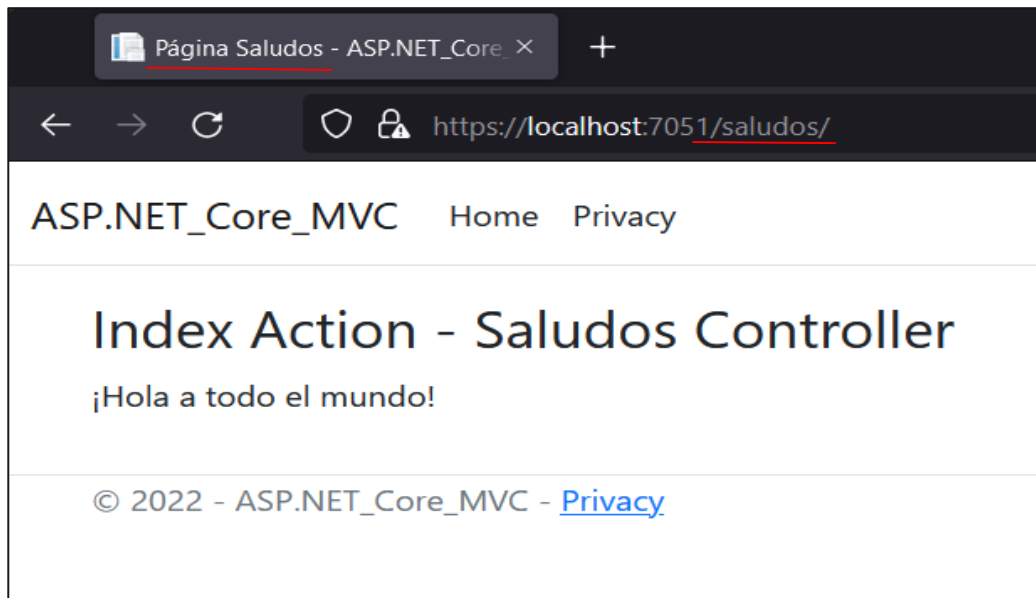 Página Saludos - ASP.NET_Core_
https://localhost:7051/saludos/
ASP.NET_Core_MVC Home Privacy
Index Action - Saludos Controller
¡Hola a todo el mundo!
© 2022 - ASP.NET_Core_MVC - Privacy